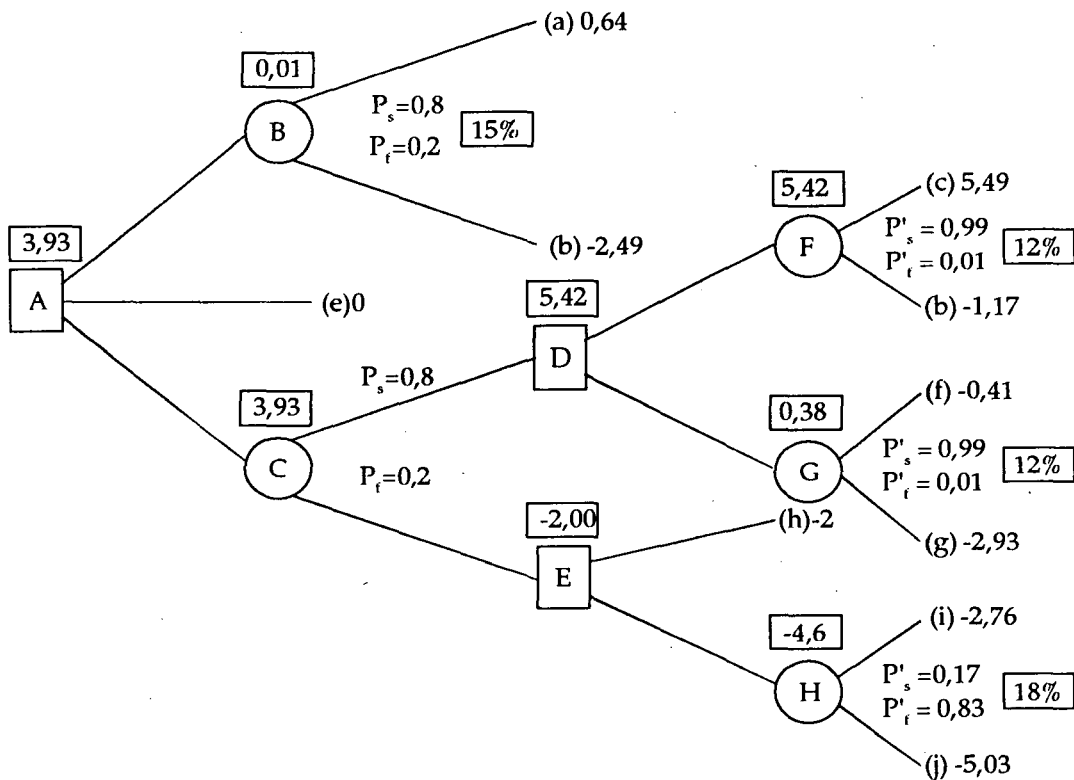 (a) 0,64
0,01
P_s=0,8
B
15%
P_f=0,2
(c) 5,49
5,42
P'_s = 0,99
3,93
F
12%
(b) -2,49
P'_f = 0,01
A
(e)0
5,42
(b) -1,17
D
P_s=0,8
(f) -0,41
3,93
0,38
P'_s = 0,99
C
G
12%
P_f=0,2
P'_f = 0,01
-2,00
(h)-2
(g) -2,93
E
(i) -2,76
-4,6
P'_s = 0,17
H
18%
P'_f = 0,83
(j) -5,03